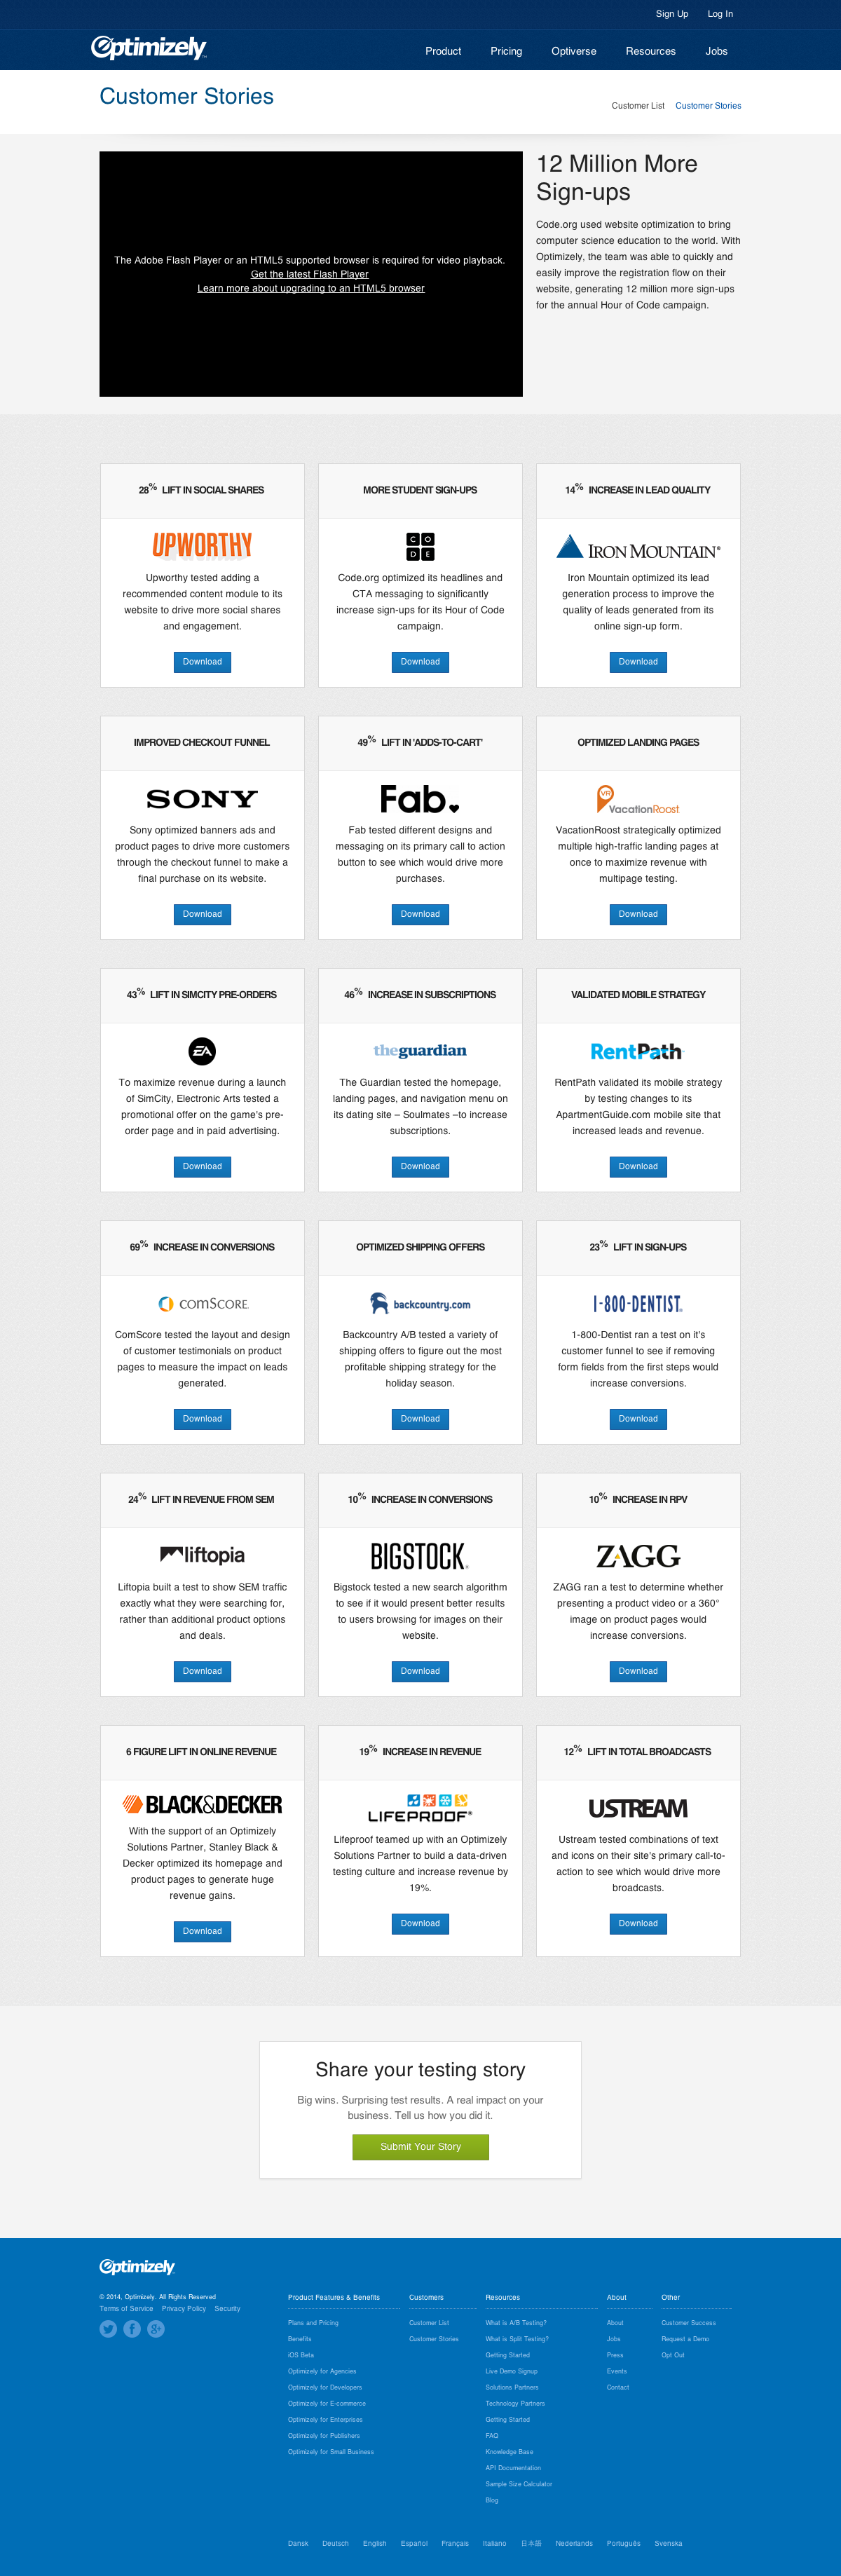 Sign Up Log In
Optimizely
Product Pricing Optiverse Resources Jobs
Customer Stories
Customer List Customer Stories
The Adobe Flash Player or an HTML5 supported browser is required for video playback.
Get the latest Flash Player
Learn more about upgrading to an HTML5 browser
12 Million More
Sign-ups
Code.org used website optimization to bring
computer science education to the world. With
Optimizely, the team was able to quickly and
easily improve the registration flow on their
website, generating 12 million more sign-ups
for the annual Hour of Code campaign.
28% LIFT IN SOCIAL SHARES
UPWORTHY
Upworthy tested adding a
recommended content module to its
website to drive more social shares
and engagement.
Download
MORE STUDENT SIGN-UPS
C O
D E
Code.org optimized its headlines and
CTA messaging to significantly
increase sign-ups for its Hour of Code
campaign.
Download
14% INCREASE IN LEAD QUALITY
IRON MOUNTAIN®
Iron Mountain optimized its lead
generation process to improve the
quality of leads generated from its
online sign-up form.
Download
IMPROVED CHECKOUT FUNNEL
SONY
Sony optimized banners ads and
product pages to drive more customers
through the checkout funnel to make a
final purchase on its website.
Download
49% LIFT IN 'ADDS-TO-CART'
Fab.
Fab tested different designs and
messaging on its primary call to action
button to see which would drive more
purchases.
Download
OPTIMIZED LANDING PAGES
VR
VacationRoost
VacationRoost strategically optimized
multiple high-traffic landing pages at
once to maximize revenue with
multipage testing.
Download
43% LIFT IN SIMCITY PRE-ORDERS
EA
To maximize revenue during a launch
of SimCity, Electronic Arts tested a
promotional offer on the game's pre-
order page and in paid advertising.
Download
46% INCREASE IN SUBSCRIPTIONS
theguardian
The Guardian tested the homepage,
landing pages, and navigation menu on
its dating site – Soulmates –to increase
subscriptions.
Download
VALIDATED MOBILE STRATEGY
RentPath
RentPath validated its mobile strategy
by testing changes to its
ApartmentGuide.com mobile site that
increased leads and revenue.
Download
69% INCREASE IN CONVERSIONS
comSCORE.
ComScore tested the layout and design
of customer testimonials on product
pages to measure the impact on leads
generated.
Download
OPTIMIZED SHIPPING OFFERS
backcountry.com
Backcountry A/B tested a variety of
shipping offers to figure out the most
profitable shipping strategy for the
holiday season.
Download
23% LIFT IN SIGN-UPS
1-800-DENTIST®
1-800-Dentist ran a test on it's
customer funnel to see if removing
form fields from the first steps would
increase conversions.
Download
24% LIFT IN REVENUE FROM SEM
liftopia
Liftopia built a test to show SEM traffic
exactly what they were searching for,
rather than additional product options
and deals.
Download
10% INCREASE IN CONVERSIONS
BIGSTOCK®
Bigstock tested a new search algorithm
to see if it would present better results
to users browsing for images on their
website.
Download
10% INCREASE IN RPV
ZAGG
ZAGG ran a test to determine whether
presenting a product video or a 360°
image on product pages would
increase conversions.
Download
6 FIGURE LIFT IN ONLINE REVENUE
BLACK&DECKER
With the support of an Optimizely
Solutions Partner, Stanley Black &
Decker optimized its homepage and
product pages to generate huge
revenue gains.
Download
19% INCREASE IN REVENUE
LIFEPROOF®
Lifeproof teamed up with an Optimizely
Solutions Partner to build a data-driven
testing culture and increase revenue by
19%.
Download
12% LIFT IN TOTAL BROADCASTS
USTREAM
Ustream tested combinations of text
and icons on their site's primary call-to-
action to see which would drive more
broadcasts.
Download
Share your testing story
Big wins. Surprising test results. A real impact on your
business. Tell us how you did it.
Submit Your Story
Optimizely
© 2014, Optimizely. All Rights Reserved
Terms of Service Privacy Policy Security
Product Features & Benefits
Plans and Pricing
Benefits
iOS Beta
Optimizely for Agencies
Optimizely for Developers
Optimizely for E-commerce
Optimizely for Enterprises
Optimizely for Publishers
Optimizely for Small Business
Customers
Customer List
Customer Stories
Resources
What is A/B Testing?
What is Split Testing?
Getting Started
Live Demo Signup
Solutions Partners
Technology Partners
Getting Started
FAQ
Knowledge Base
API Documentation
Sample Size Calculator
Blog
About
About
Jobs
Press
Events
Contact
Other
Customer Success
Request a Demo
Opt Out
Dansk Deutsch English Español Français Italiano 日本語 Nederlands Português Svenska